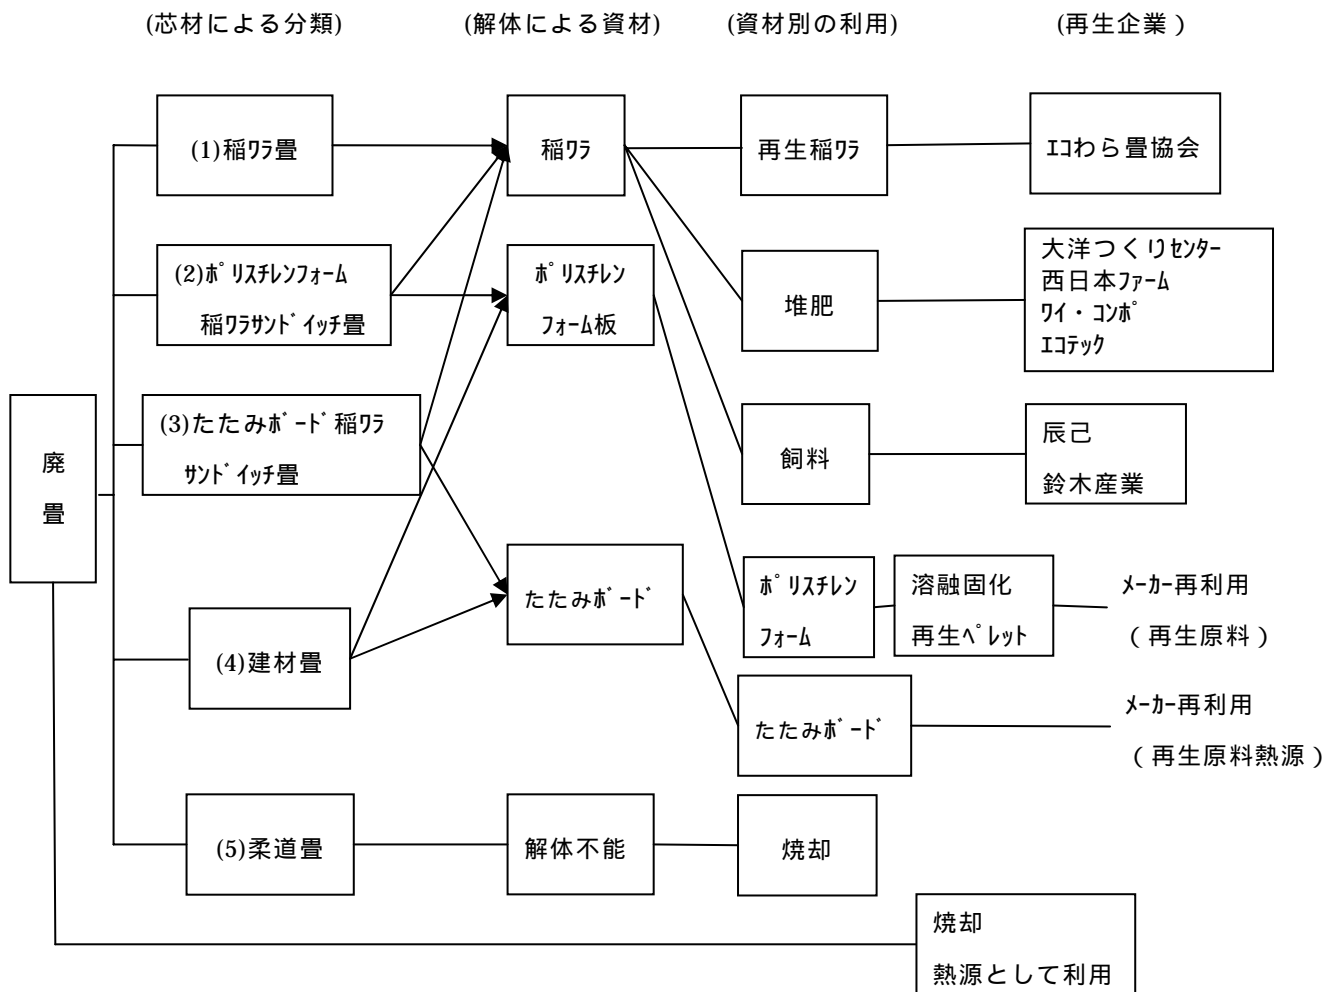 (芯材による分類)
(解体による資材)
(資材別の利用)
(再生企業)
(1)稲ﾜﾗ畳
稲ﾜﾗ
再生稲ﾜﾗ
ｴｺわら畳協会
(2)ﾎﾟﾘｽﾁﾚﾝﾌｫｰﾑ
稲ﾜﾗｻﾝﾄﾞｲｯﾁ畳
ﾎﾟﾘｽﾁﾚﾝ
ﾌｫｰﾑ板
堆肥
大洋つくりｾﾝﾀｰ
西日本ﾌｧｰﾑ
ﾜｲ・ｺﾝﾎﾟ
ｴｺﾃｯｸ
廃
畳
(3)たたみﾎﾞｰﾄﾞ稲ﾜﾗ
ｻﾝﾄﾞｲｯﾁ畳
飼料
辰己
鈴木産業
たたみﾎﾞｰﾄﾞ
ﾎﾟﾘｽﾁﾚﾝ
ﾌｫｰﾑ
溶融固化
再生ﾍﾟﾚｯﾄ
ﾒｰｶｰ再利用
(再生原料)
(4)建材畳
たたみﾎﾞｰﾄﾞ
ﾒｰｶｰ再利用
(再生原料熱源)
(5)柔道畳
解体不能
焼却
焼却
熱源として利用